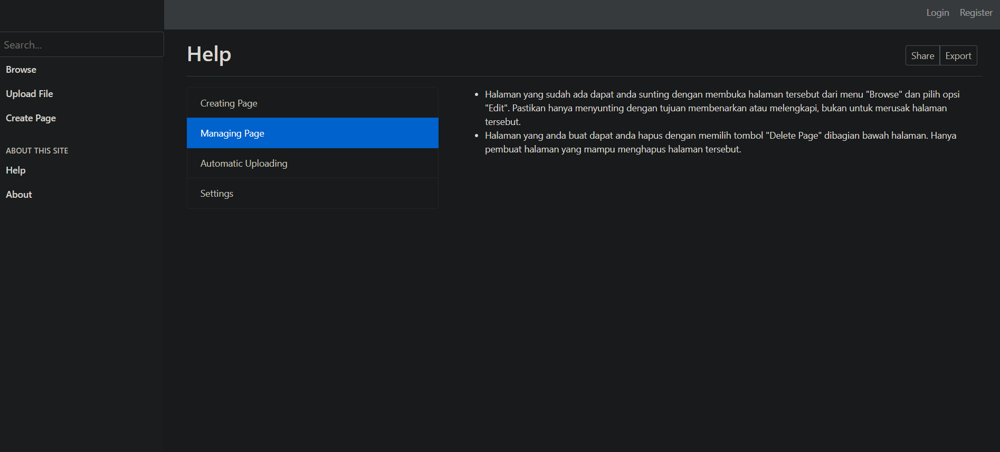 Login Register
Search...
Browse
Upload File
Create Page
ABOUT THIS SITE
Help
About
Help
Share Export
Creating Page
Managing Page
Automatic Uploading
Settings
• Halaman yang sudah ada dapat anda sunting dengan membuka halaman tersebut dari menu "Browse" dan pilih opsi
"Edit". Pastikan hanya menyunting dengan tujuan membenarkan atau melengkapi, bukan untuk merusak halaman
tersebut.
• Halaman yang anda buat dapat anda hapus dengan memilih tombol "Delete Page" dibagian bawah halaman. Hanya
pembuat halaman yang mampu menghapus halaman tersebut.